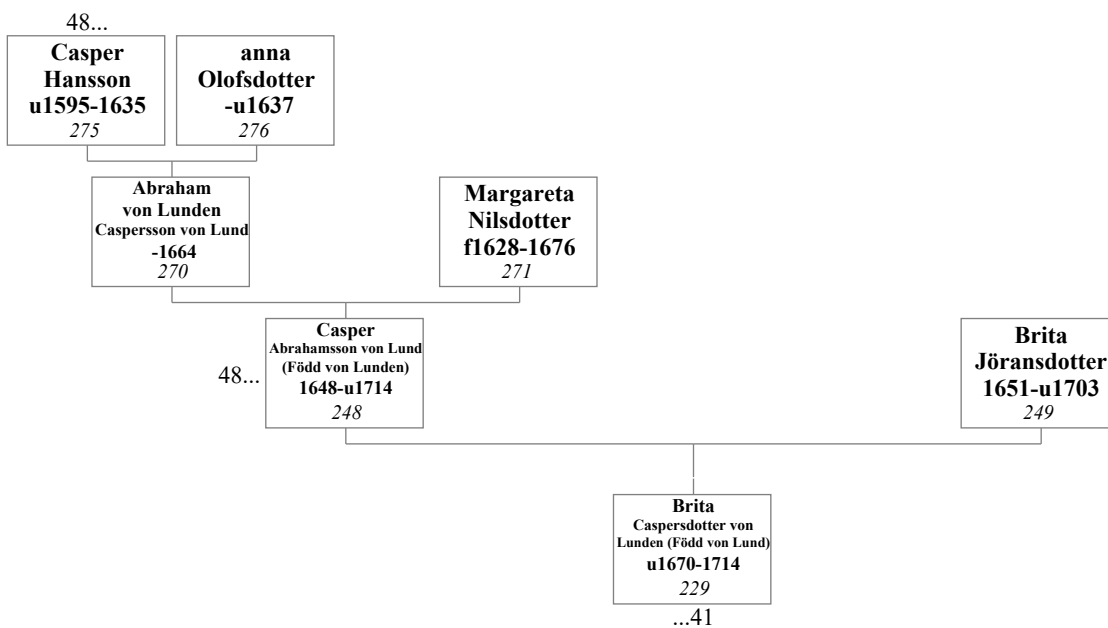 48...
Casper
Hansson
u1595-1635
275
anna
Olofsdotter
-u1637
276
Abraham
von Lunden
Caspersson von Lund
-1664
270
Margareta
Nilsdotter
f1628-1676
271
48...
Casper
Abrahamsson von Lund
(Född von Lunden)
1648-u1714
248
Brita
Jöransdotter
1651-u1703
249
Brita
Caspersdotter von
Lunden (Född von Lund)
u1670-1714
229
...41